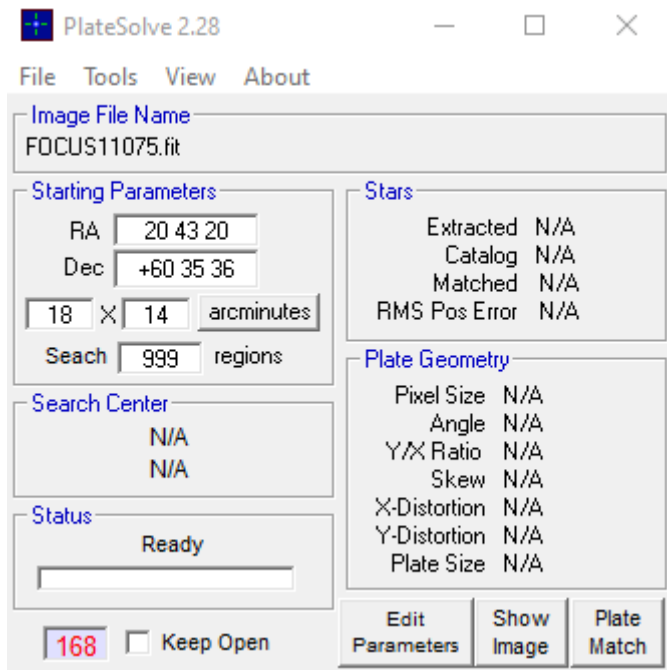 PlateSolve 2.28
File Tools View About
Image File Name
FOCUS11075.fit
Starting Parameters
RA 20 43 20
Dec +60 35 36
18 X 14 arcminutes
Seach 999 regions
Search Center
N/A
N/A
Status
Ready
168 Keep Open
Stars
Extracted N/A
Catalog N/A
Matched N/A
RMS Pos Error N/A
Plate Geometry
Pixel Size N/A
Angle N/A
Y/X Ratio N/A
Skew N/A
X-Distortion N/A
Y-Distortion N/A
Plate Size N/A
Edit Parameters
Show Image
Plate Match